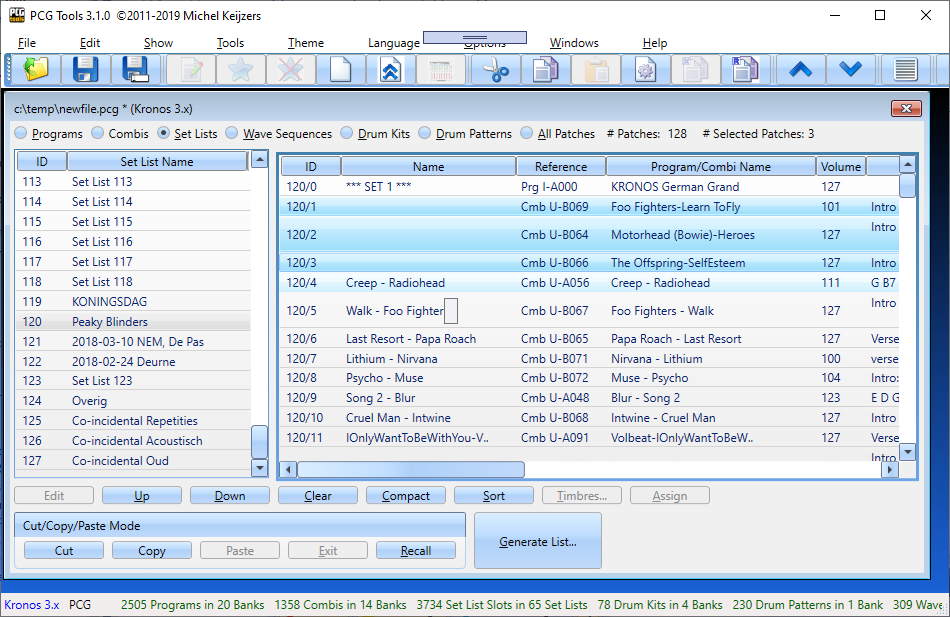 PCG Tools 3.1.0 ©2011-2019 Michel Keijzers
File Edit Show Tools Theme Language Options Windows Help
c:\temp\newfile.pcg * (Kronos 3.x)
Programs Combis Set Lists Wave Sequences Drum Kits Drum Patterns All Patches # Patches: 128 # Selected Patches: 3
ID Set List Name
113 Set List 113
114 Set List 114
115 Set List 115
116 Set List 116
117 Set List 117
118 Set List 118
119 KONINGSDAG
120 Peaky Blinders
121 2018-03-10 NEM, De Pas
122 2018-02-24 Deurne
123 Set List 123
124 Overig
125 Co-incidental Repetities
126 Co-incidental Acoustisch
127 Co-incidental Oud
ID Name Reference Program/Combi Name Volume
120/0 *** SET 1 *** Prg I-A000 KRONOS German Grand 127
120/1 Cmb U-B069 Foo Fighters-Learn ToFly 101 Intro
120/2 Cmb U-B064 Motorhead (Bowie)-Heroes 127 Intro
120/3 Cmb U-B066 The Offspring-SelfEsteem 127 Intro
120/4 Creep - Radiohead Cmb U-A056 Creep - Radiohead 111 G B7
120/5 Walk - Foo Fighter Cmb U-B067 Foo Fighters - Walk 127 Intro
120/6 Last Resort - Papa Roach Cmb U-B065 Papa Roach - Last Resort 127 Verse
120/7 Lithium - Nirvana Cmb U-B071 Nirvana - Lithium 100 verse
120/8 Psycho - Muse Cmb U-B072 Muse - Psycho 104 Intro:
120/9 Song 2 - Blur Cmb U-A048 Blur - Song 2 123 E D G
120/10 Cruel Man - Intwine Cmb U-B068 Intwine - Cruel Man 127 Intro
120/11 IOnlyWantToBeWithYou-V.. Cmb U-A091 Volbeat-IOnlyWantToBeW.. 127 Verse
Intro
Edit Up Down Clear Compact Sort Timbres... Assign
Cut/Copy/Paste Mode
Cut Copy Paste Exit Recall
Generate List...
Kronos 3.x PCG 2505 Programs in 20 Banks 1358 Combis in 14 Banks 3734 Set List Slots in 65 Set Lists 78 Drum Kits in 4 Banks 230 Drum Patterns in 1 Bank 309 Wave